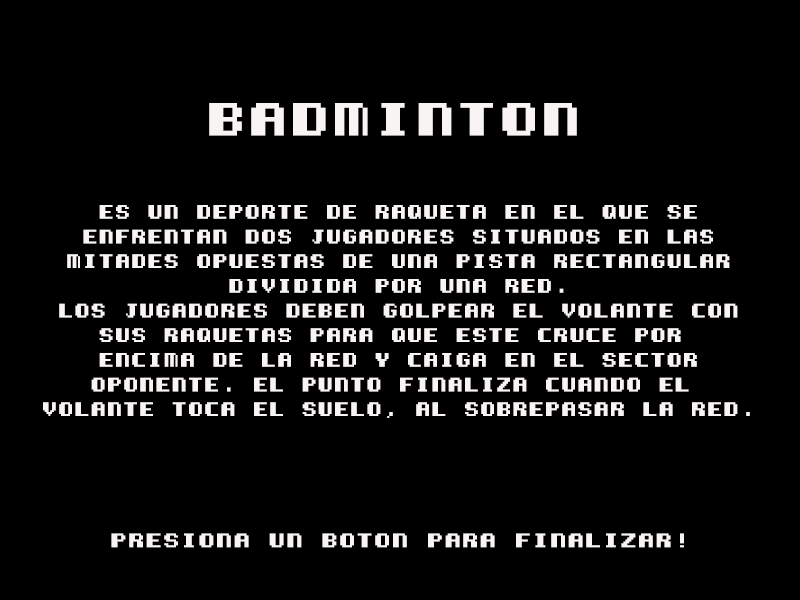 BADMINTON
ES UN DEPORTE DE RAQUETA EN EL QUE SE
ENFRENTAN DOS JUGADORES SITUADOS EN LAS
MITADES OPUESTAS DE UNA PISTA RECTANGULAR
DIVIDIDA POR UNA RED.
LOS JUGADORES DEBEN GOLPEAR EL VOLANTE CON
SUS RAQUETAS PARA QUE ESTE CRUCE POR
ENCIMA DE LA RED Y CAIGA EN EL SECTOR
OPONENTE. EL PUNTO FINALIZA CUANDO EL
VOLANTE TOCA EL SUELO, AL SOBREPASAR LA RED.
PRESIONA UN BOTON PARA FINALIZAR!